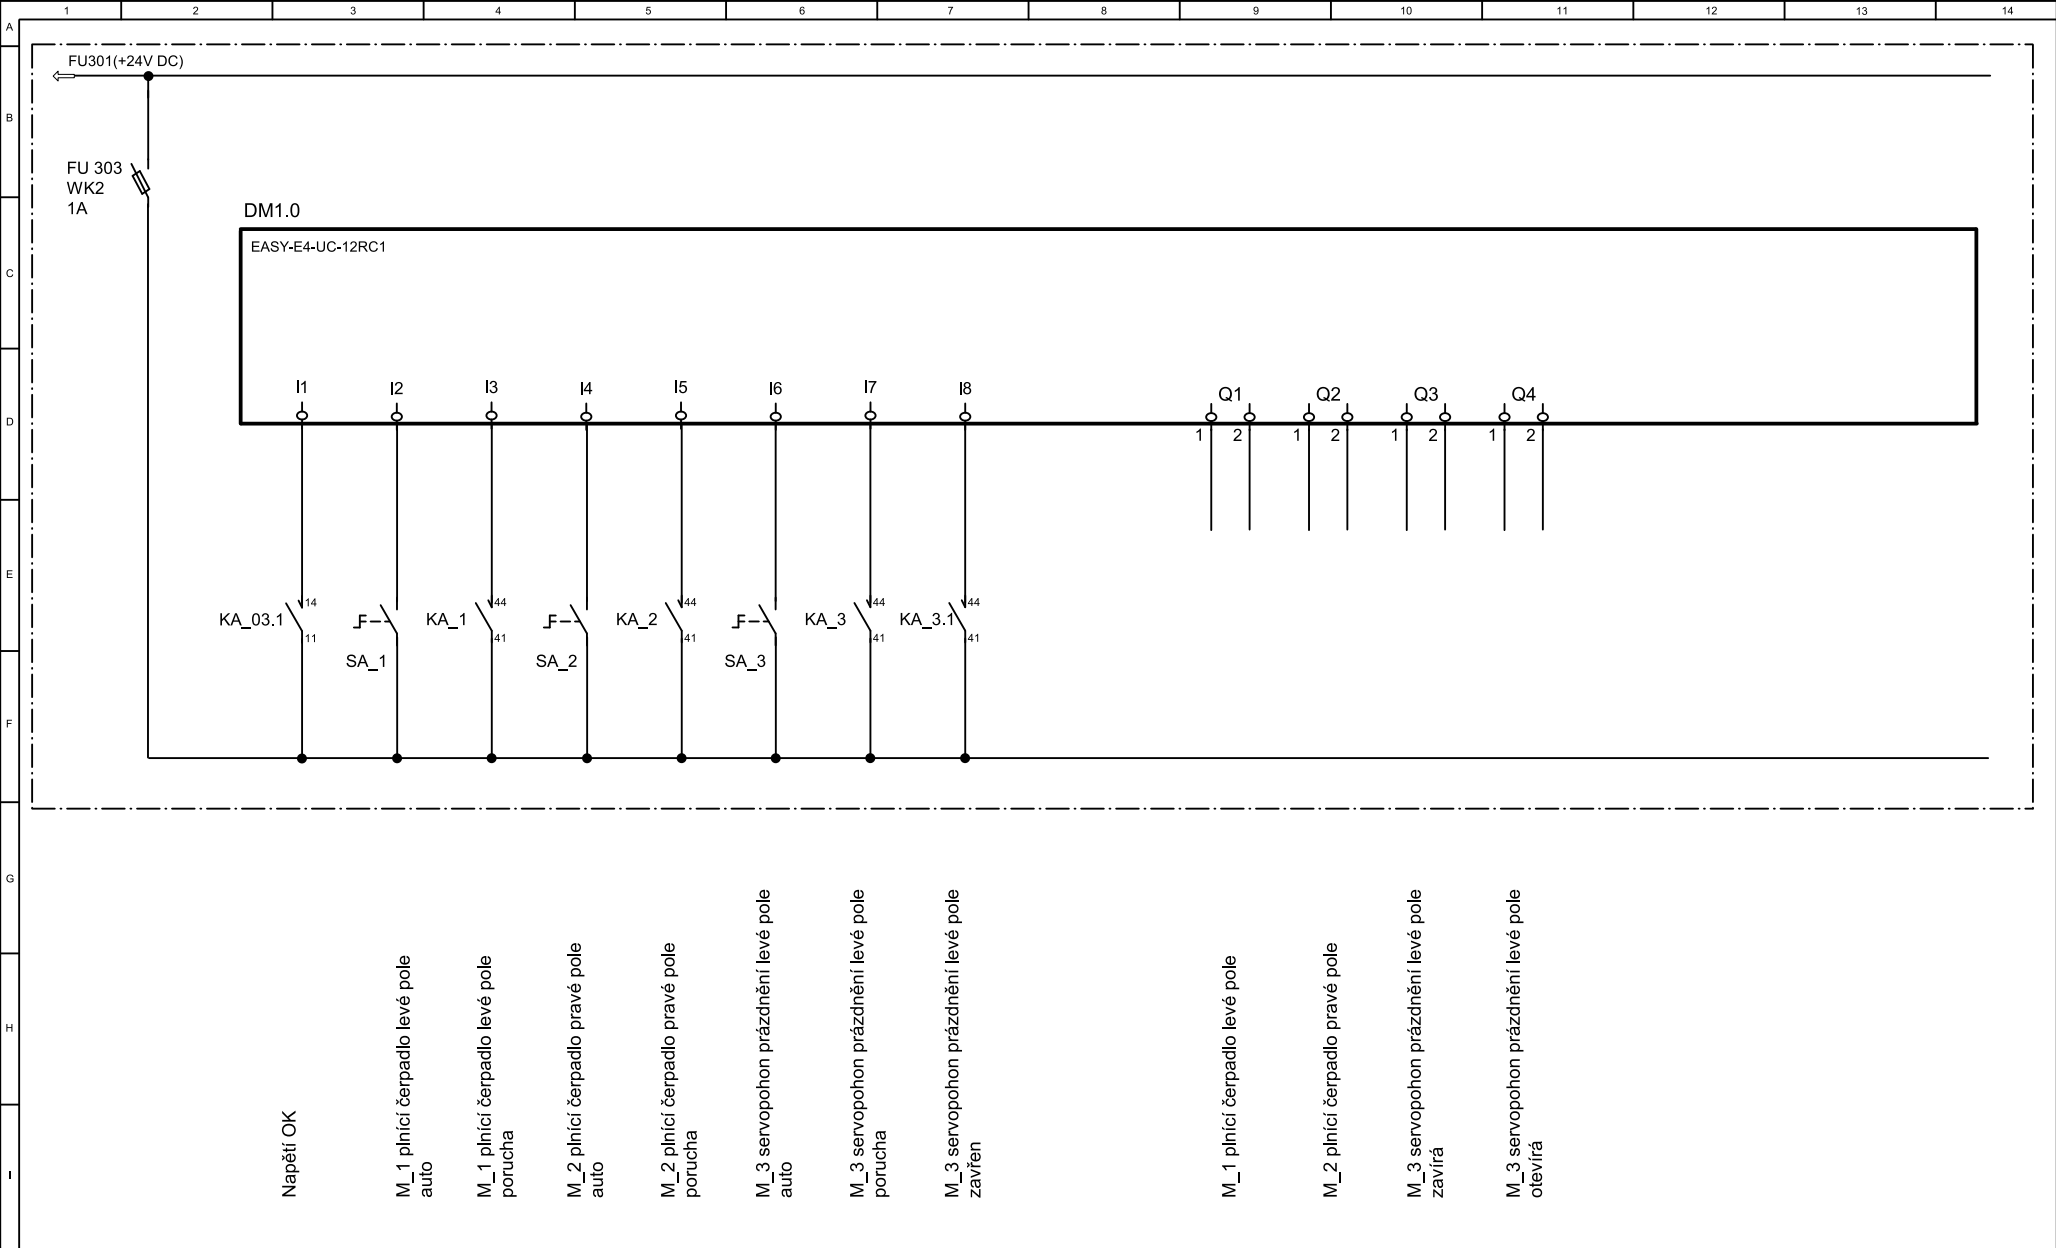 1 2 3 4 5 6 7 8 9 10 11 12 13 14
A
FU301(+24V DC)
B
FU 303
WK2
1A
DM1.0
EASY-E4-UC-12RC1
C
I1 I2 I3 I4 I5 I6 I7 I8 Q1 Q2 Q3 Q4
D
1 2 1 2 1 2 1 2
E
14 44 44 44 44
KA_03.1 KA_1 KA_2 KA_3 KA_3.1
11 41 41 41 41
SA_1 SA_2 SA_3
F
G
H
I
Napětí OK
M_1 plnící čerpadlo levé pole
auto
M_1 plnící čerpadlo levé pole
porucha
M_2 plnící čerpadlo pravé pole
auto
M_2 plnící čerpadlo pravé pole
porucha
M_3 servopohon prázdnění levé pole
auto
M_3 servopohon prázdnění levé pole
porucha
M_3 servopohon prázdnění levé pole
zavřen
M_1 plnící čerpadlo levé pole
M_2 plnící čerpadlo pravé pole
M_3 servopohon prázdnění levé pole
zavírá
M_3 servopohon prázdnění levé pole
otevírá